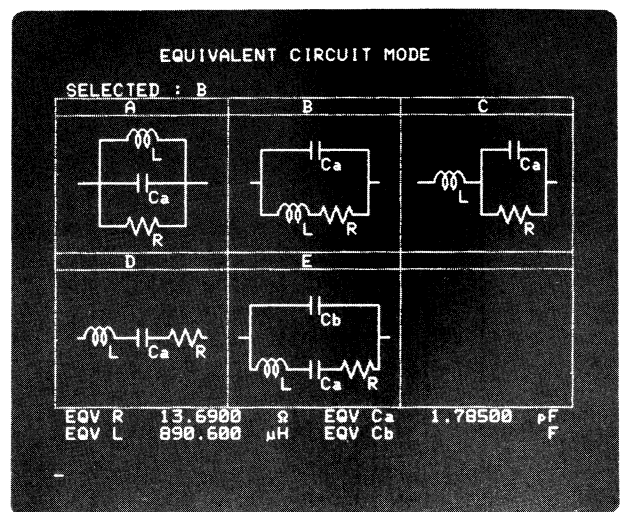 EQUIVALENT CIRCUIT MODE
SELECTED : B
A B C
L Ca R
Ca L R
L Ca R
D E
L Ca R
Cb L Ca R
EQV R 13.6900 Ω EQV Ca 1.78500 pF
EQV L 890.600 µH EQV Cb F